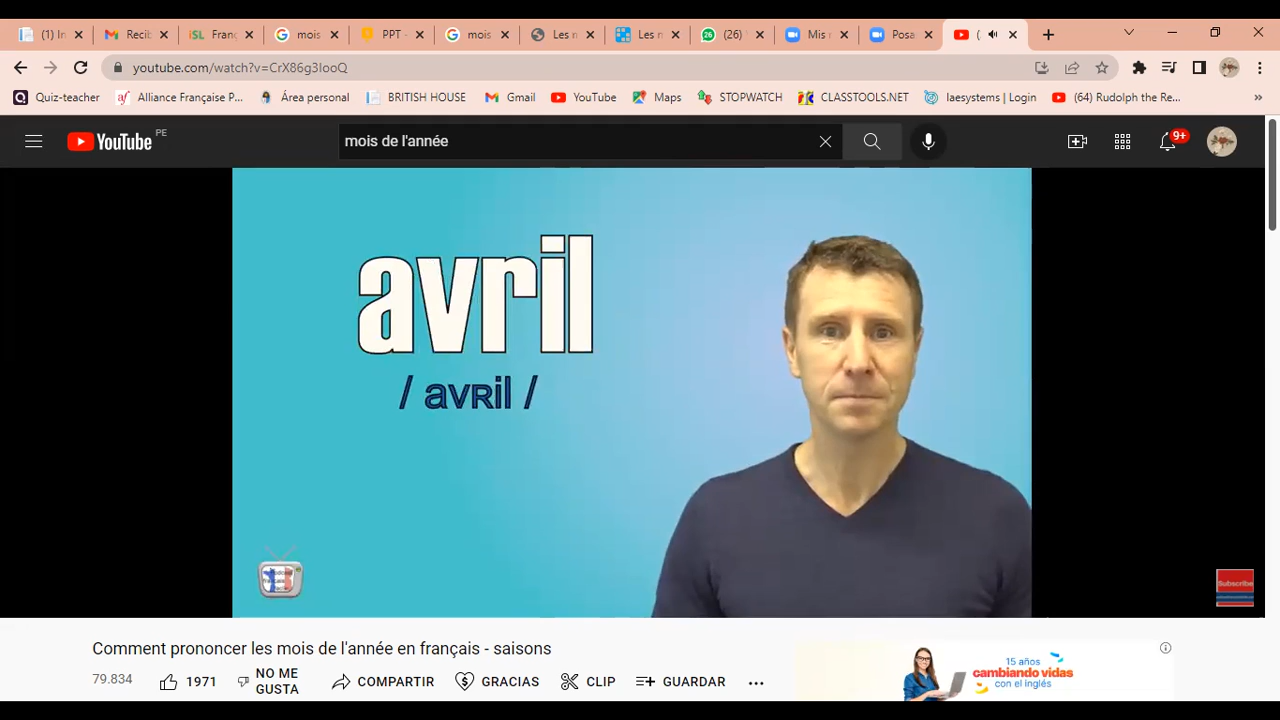 (1) In
Recib
iSL Franc
mois
PPT -
mois
Les n
Les n
(26) V
Mis r
Posa
(
youtube.com/watch?v=CrX86g3IooQ
Quiz-teacher
Alliance Française P...
Área personal
BRITISH HOUSE
Gmail
YouTube
Maps
STOPWATCH
CLASSTOOLS.NET
laesystems | Login
(64) Rudolph the Re...
YouTube PE
mois de l'année
9+
avril
/ avRil /
Subscribe
Comment prononcer les mois de l'année en français - saisons
79.834
1971
NO ME
GUSTA
COMPARTIR
GRACIAS
CLIP
GUARDAR
15 años
cambiando vidas
con el inglés